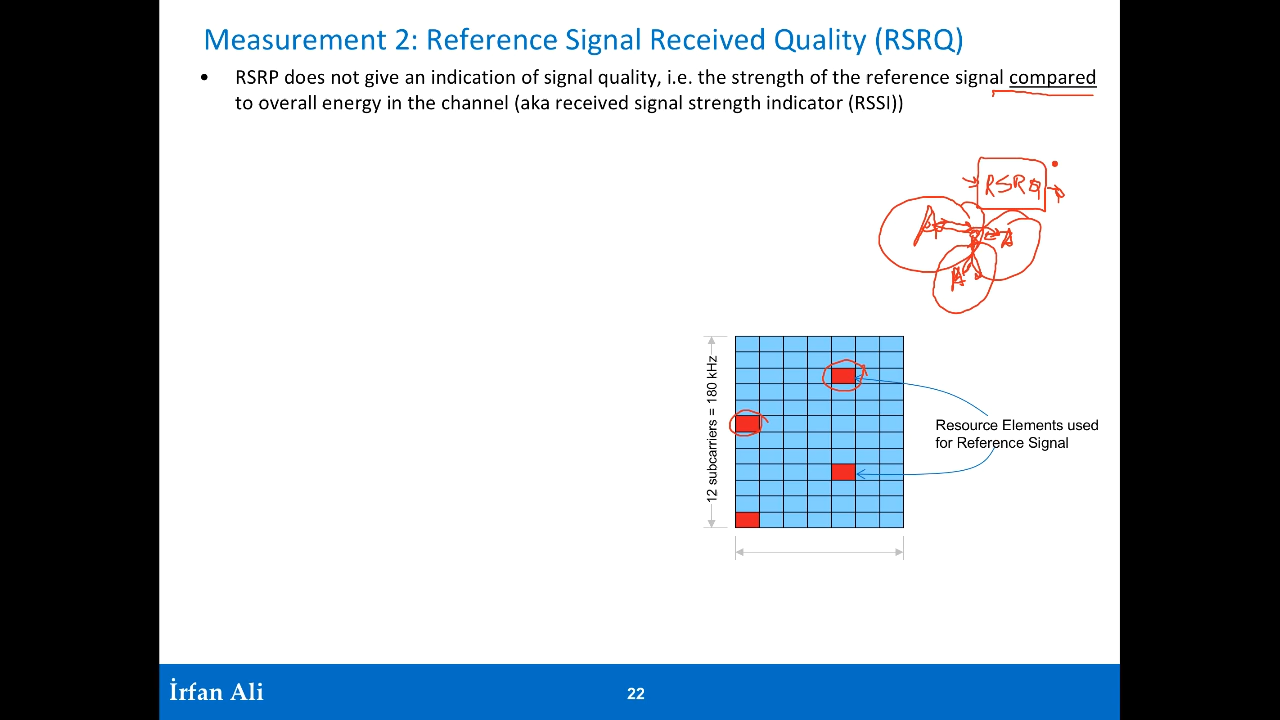 Measurement 2: Reference Signal Received Quality (RSRQ)
• RSRP does not give an indication of signal quality, i.e. the strength of the reference signal compared
to overall energy in the channel (aka received signal strength indicator (RSSI))
RSRQ
12 subcarriers = 180 kHz
Resource Elements used
for Reference Signal
İrfan Ali
22